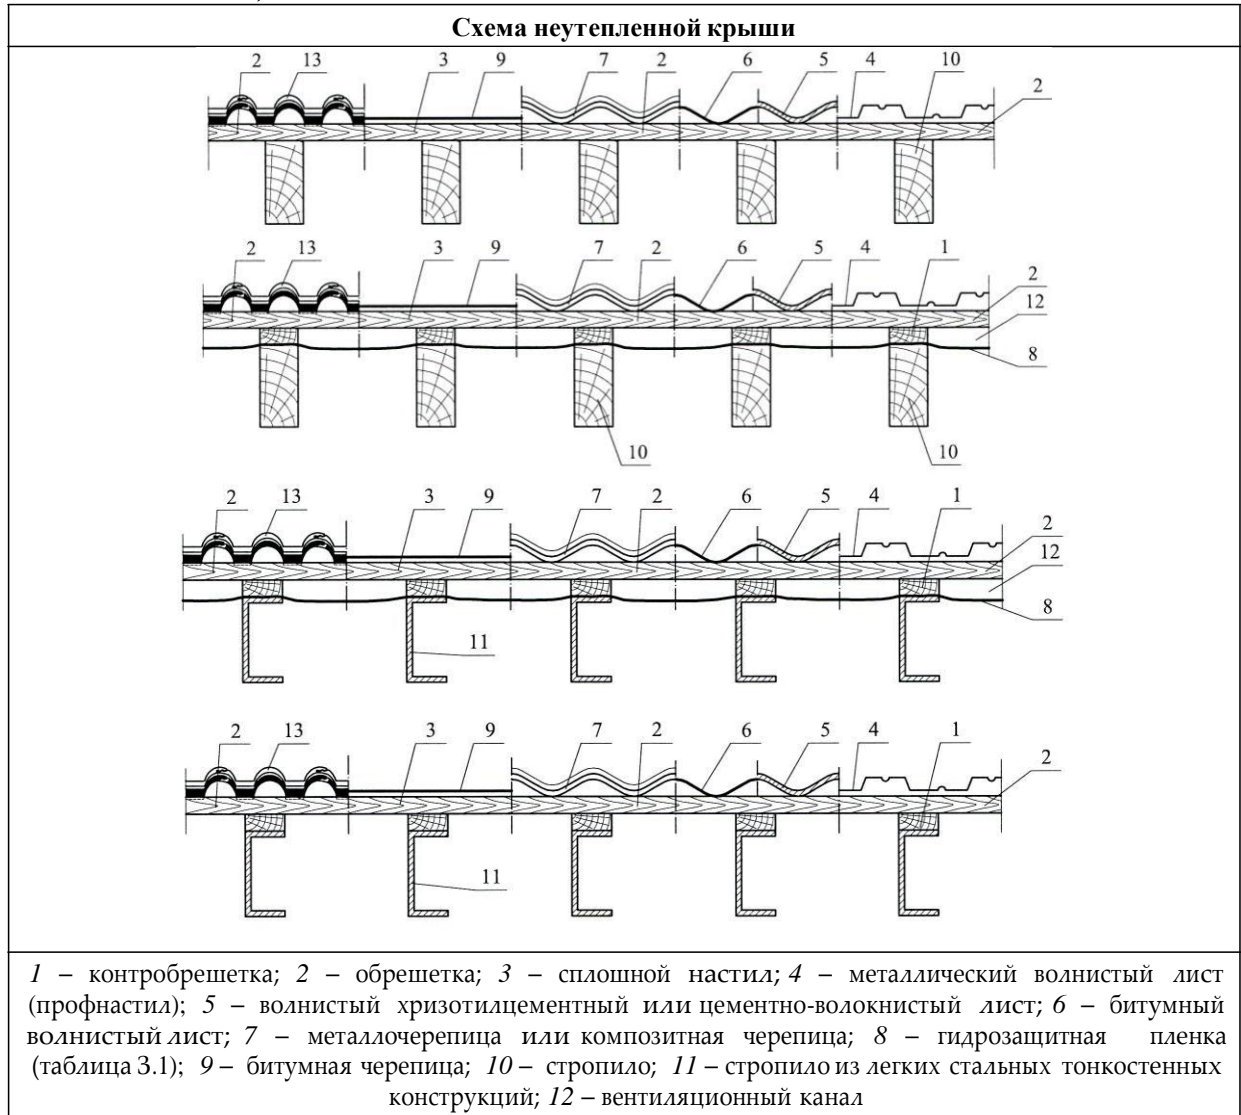 Схема неутепленной крыши
2 13 3 9 7 2 6 5 4 10 2
2 13 3 9 7 2 6 5 4 1 2
12
8
10 10
2 13 3 9 7 2 6 5 4 1 2
12
8
11
2 13 3 9 7 2 6 5 4 1 2
11
1 – контробрешетка; 2 – обрешетка; 3 – сплошной настил; 4 – металлический волнистый лист
(профнастил); 5 – волнистый хризотилцементный или цементно-волокнистый лист; 6 – битумный
волнистый лист; 7 – металлочерепица или композитная черепица; 8 – гидрозащитная пленка
(таблица 3.1); 9 – битумная черепица; 10 – стропило; 11 – стропило из легких стальных тонкостенных
конструкций; 12 – вентиляционный канал